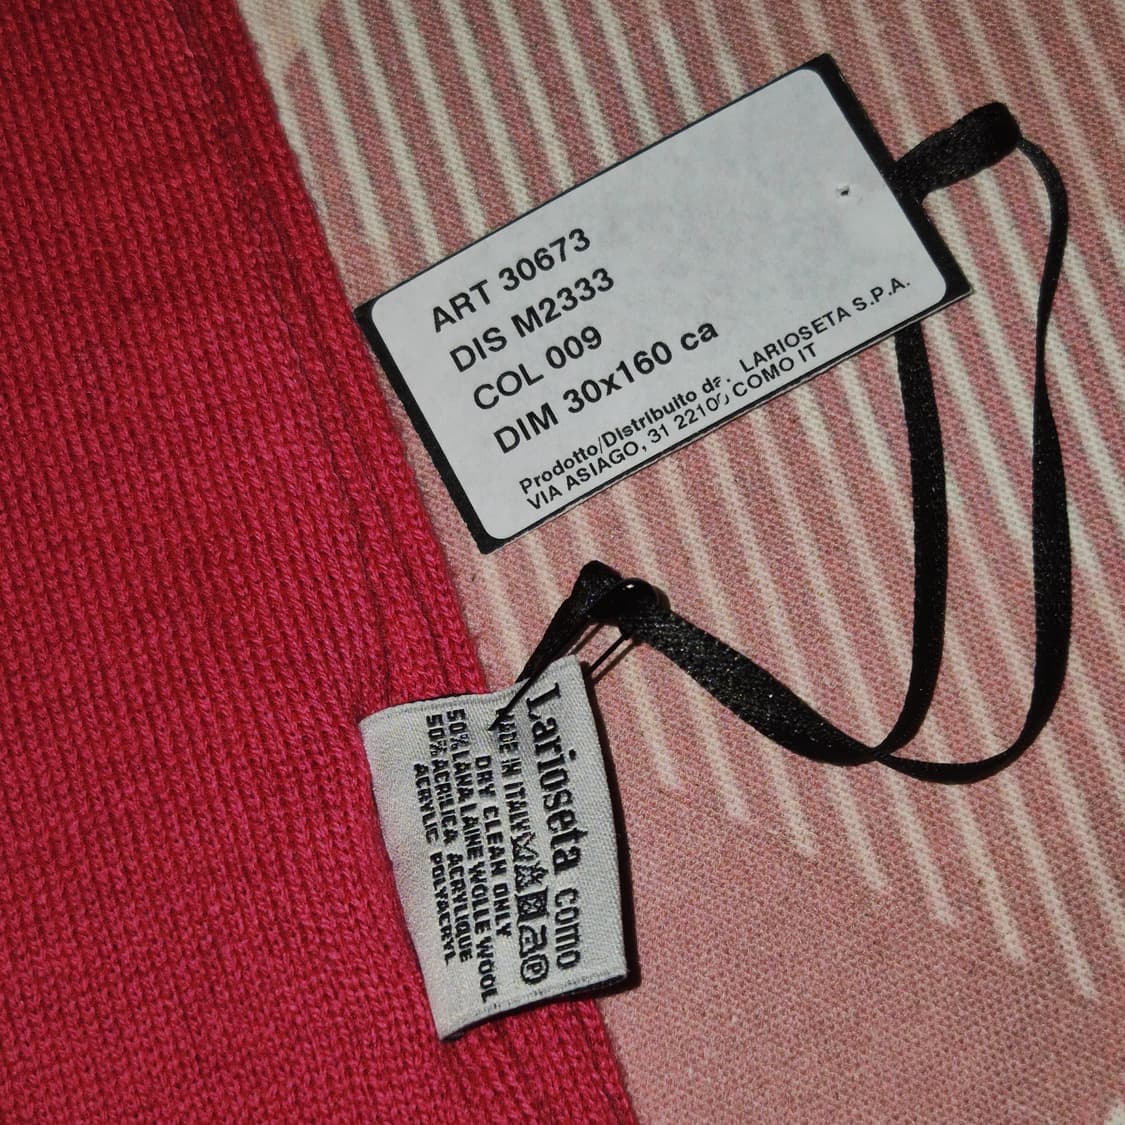 ART 30673
DIS M2333
COL 009
DIM 30x160 ca
Prodotto/Distribuito da: LARIOSETA S.P.A.
VIA ASIAGO, 31 22100 COMO IT
Larioseta como
MADE IN ITALY
DRY CLEAN ONLY
50% LANA LAINE WOLLE WOOL
50% ACRILICA ACRYLIQUE
ACRYLIC POLYACRYL